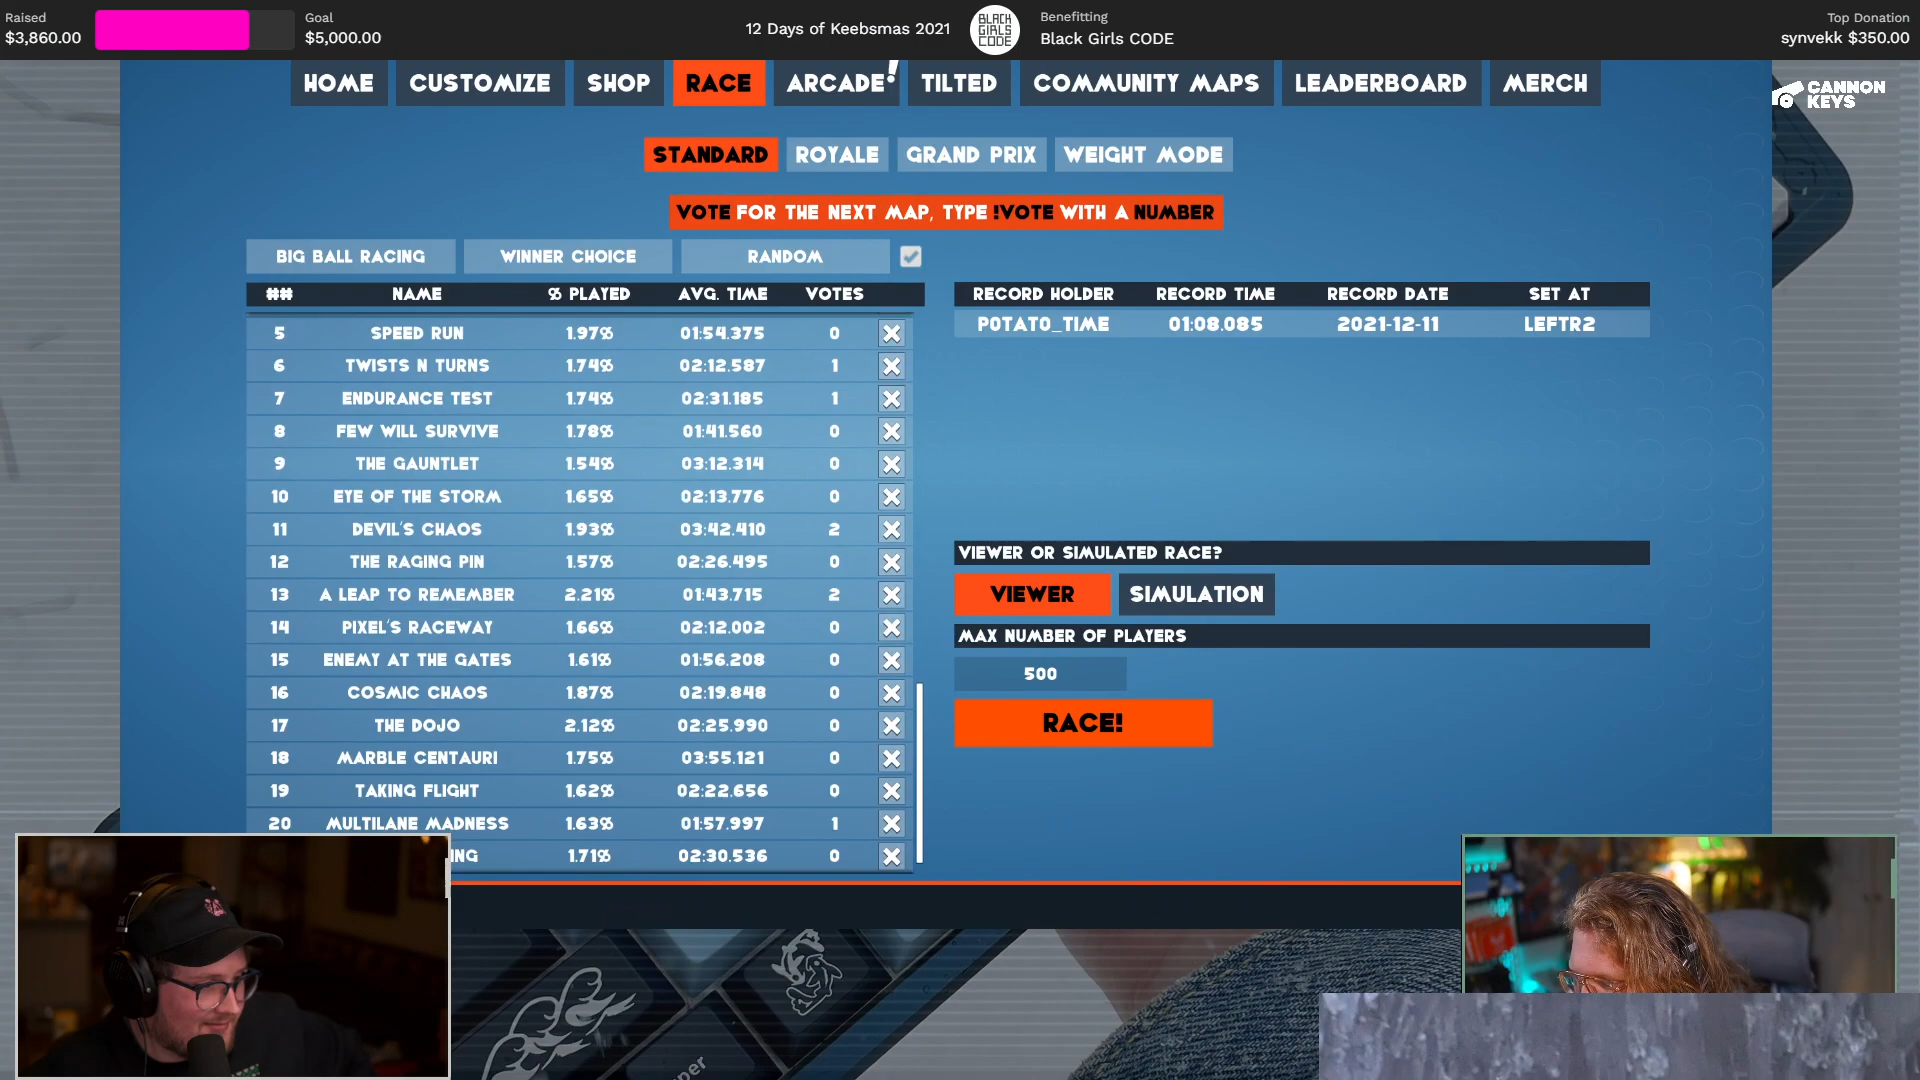 Raised
$3,860.00
Goal
$5,000.00
12 Days of Keebsmas 2021
BLACK GIRLS CODE
Benefitting
Black Girls CODE
Top Donation
synvekk $350.00
HOME CUSTOMIZE SHOP RACE ARCADE! TILTED COMMUNITY MAPS LEADERBOARD MERCH
CANNON
KEYS
STANDARD ROYALE GRAND PRIX WEIGHT MODE
VOTE FOR THE NEXT MAP, TYPE !VOTE WITH A NUMBER
BIG BALL RACING WINNER CHOICE RANDOM
## NAME % PLAYED AVG. TIME VOTES
5 SPEED RUN 1.97% 01:54.375 0
6 TWISTS N TURNS 1.74% 02:12.587 1
7 ENDURANCE TEST 1.74% 02:31.185 1
8 FEW WILL SURVIVE 1.78% 01:41.560 0
9 THE GAUNTLET 1.54% 03:12.314 0
10 EYE OF THE STORM 1.65% 02:13.776 0
11 DEVIL'S CHAOS 1.93% 03:42.410 2
12 THE RAGING PIN 1.57% 02:26.495 0
13 A LEAP TO REMEMBER 2.21% 01:43.715 2
14 PIXEL'S RACEWAY 1.66% 02:12.002 0
15 ENEMY AT THE GATES 1.61% 01:56.208 0
16 COSMIC CHAOS 1.87% 02:19.848 0
17 THE DOJO 2.12% 02:25.990 0
18 MARBLE CENTAURI 1.75% 03:55.121 0
19 TAKING FLIGHT 1.62% 02:22.656 0
20 MULTILANE MADNESS 1.63% 01:57.997 1
ING 1.71% 02:30.536 0
RECORD HOLDER RECORD TIME RECORD DATE SET AT
P0TAT0_TIME 01:08.085 2021-12-11 LEFTR2
VIEWER OR SIMULATED RACE?
VIEWER SIMULATION
MAX NUMBER OF PLAYERS
500
RACE!
uper